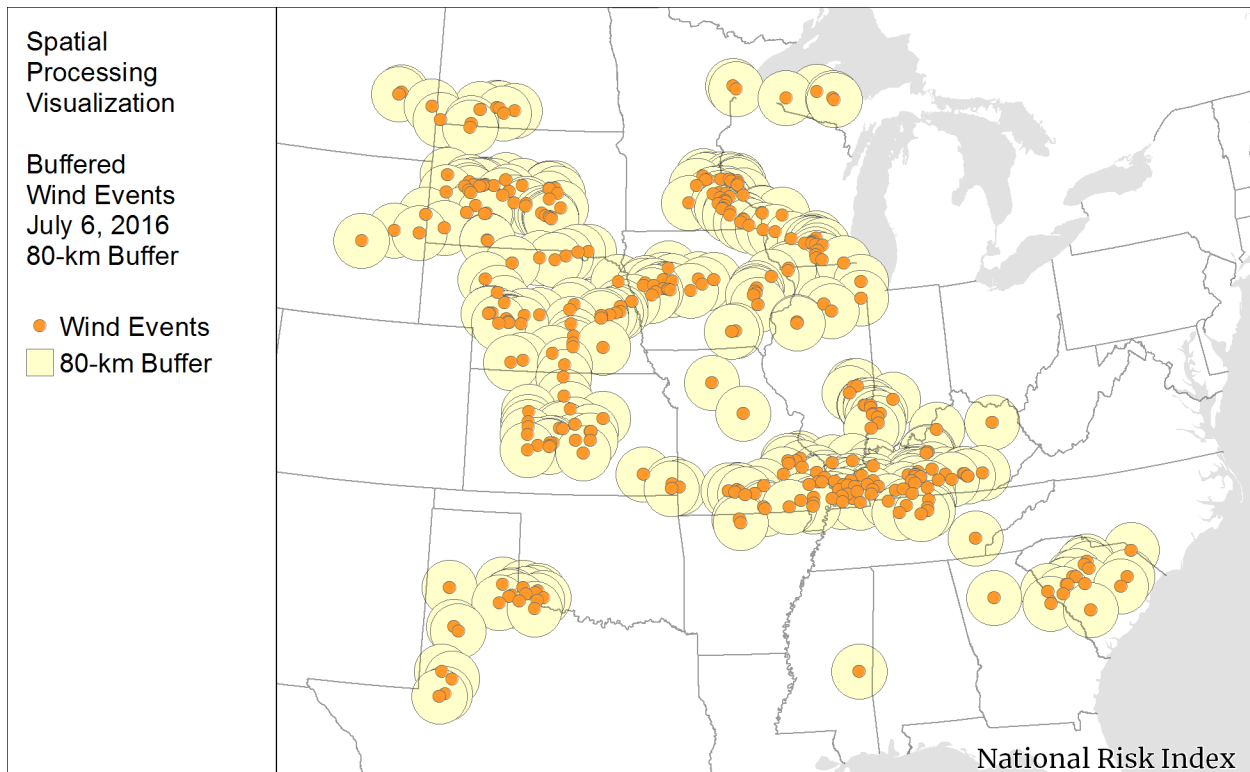 Spatial
Processing
Visualization
Buffered
Wind Events
July 6, 2016
80-km Buffer
Wind Events
80-km Buffer
National Risk Index